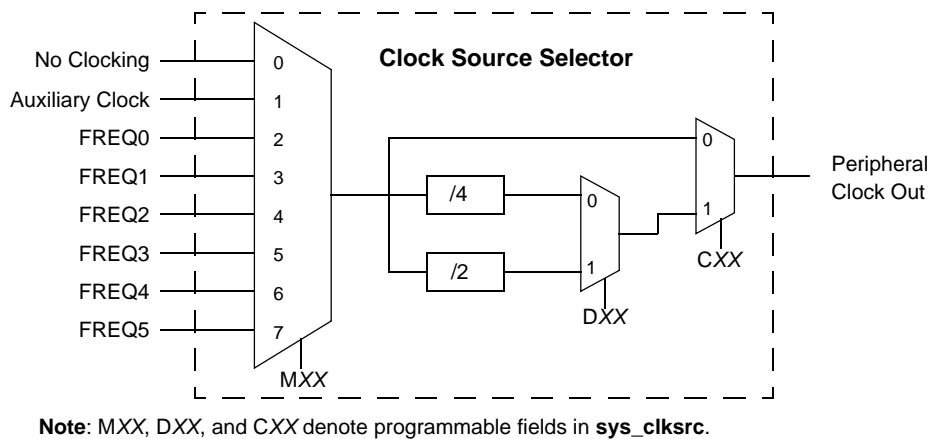 Clock Source Selector
No Clocking
Auxiliary Clock
FREQ0
FREQ1
FREQ2
FREQ3
FREQ4
FREQ5
0
1
2
3
4
5
6
7
MXX
/4
/2
0
1
DXX
0
1
CXX
Peripheral
Clock Out
Note: MXX, DXX, and CXX denote programmable fields in sys_clksrc.